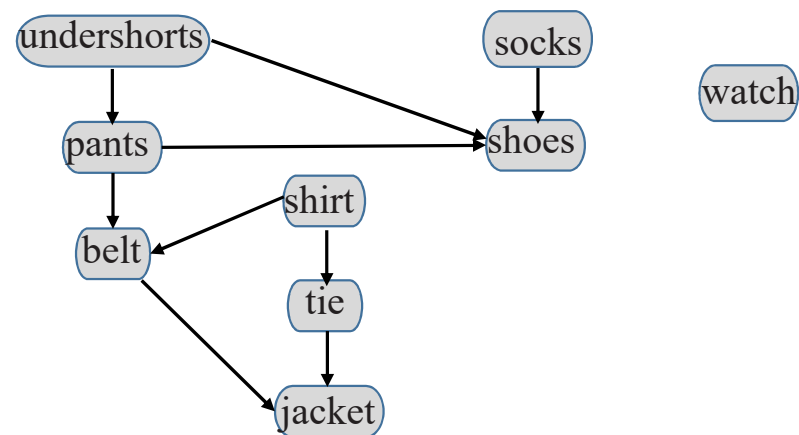 undershorts
socks
watch
pants
shoes
shirt
belt
tie
jacket